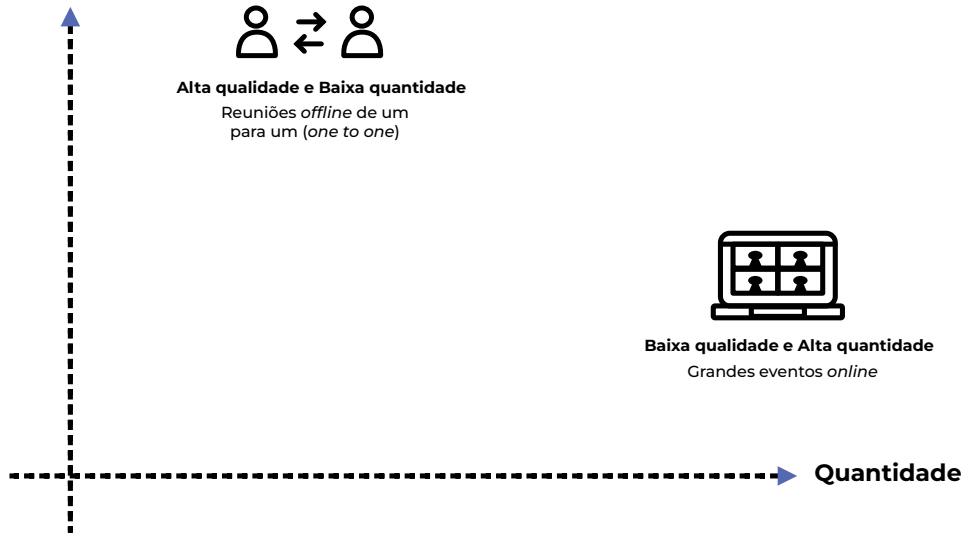 Alta qualidade e Baixa quantidade
Reuniões offline de um
para um (one to one)
Baixa qualidade e Alta quantidade
Grandes eventos online
Quantidade